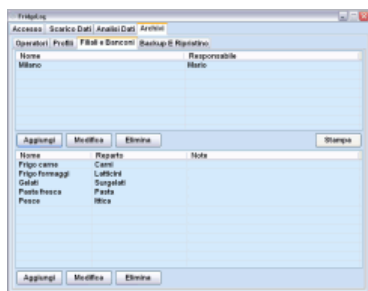 FridgeLog
Accesso Scarico Dati Analisi Dati Archivi
Operatori Profili Filiali e Banconi Backup E Ripristino
Nome Responsabile
Milano Mario
Aggiungi Modifica Elimina Stampa
Nome Reparto Note
Frigo carne Carni
Frigo formaggi Latticini
Gelati Surgelati
Pasta fresca Pasta
Pesce Ittica
Aggiungi Modifica Elimina